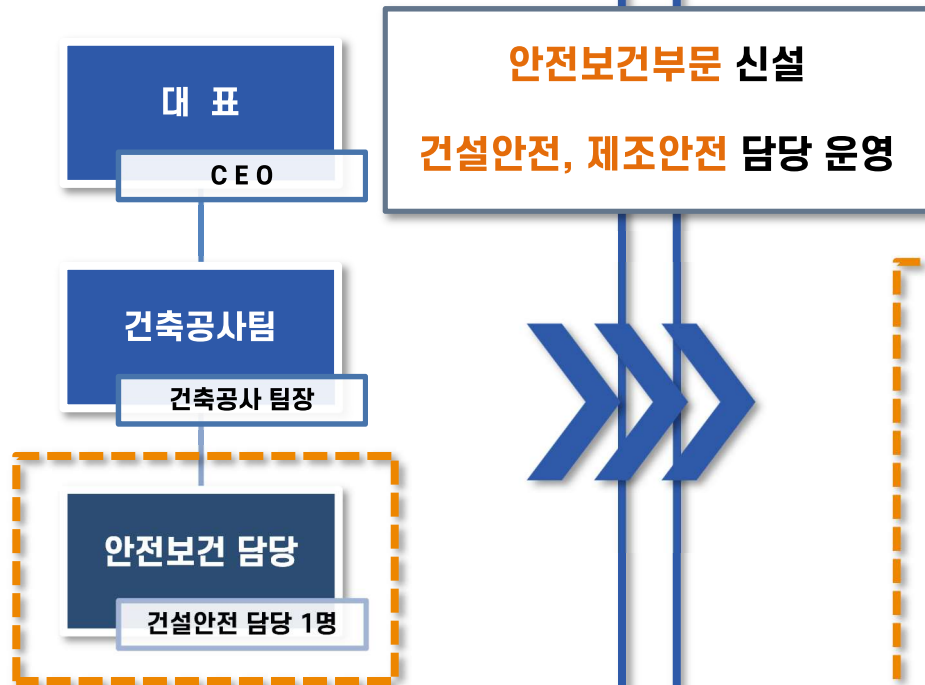 안전보건부문 신설
건설안전, 제조안전 담당 운영
대 표
CEO
건축공사팀
건축공사 팀장
안전보건 담당
건설안전 담당 1명